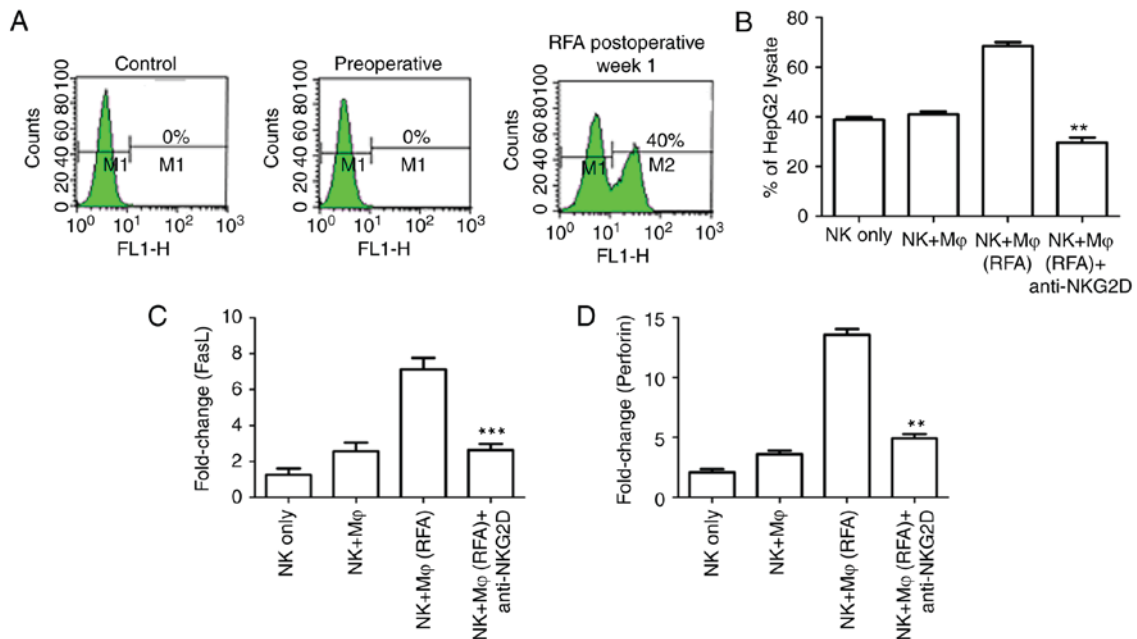 A
Control
Counts
0 20 40 60 80 100
0%
M1 M1
10^0 10^1 10^2 10^3
FL1-H
Preoperative
Counts
0 20 40 60 80 100
0%
M1 M1
10^0 10^1 10^2 10^3
FL1-H
RFA postoperative
week 1
Counts
0 20 40 60 80 100
40%
M1 M2
10^0 10^1 10^2 10^3
FL1-H
B
% of HepG2 lysate
80
60
40
20
0
**
NK only
NK+Mφ
NK+Mφ
(RFA)
NK+Mφ
(RFA)+
anti-NKG2D
C
Fold-change (FasL)
10
8
6
4
2
0
***
NK only
NK+Mφ
NK+Mφ (RFA)
NK+Mφ (RFA)+
anti-NKG2D
D
Fold-change (Perforin)
15
10
5
0
**
NK only
NK+Mφ
NK+Mφ (RFA)
NK+Mφ (RFA)+
anti-NKG2D